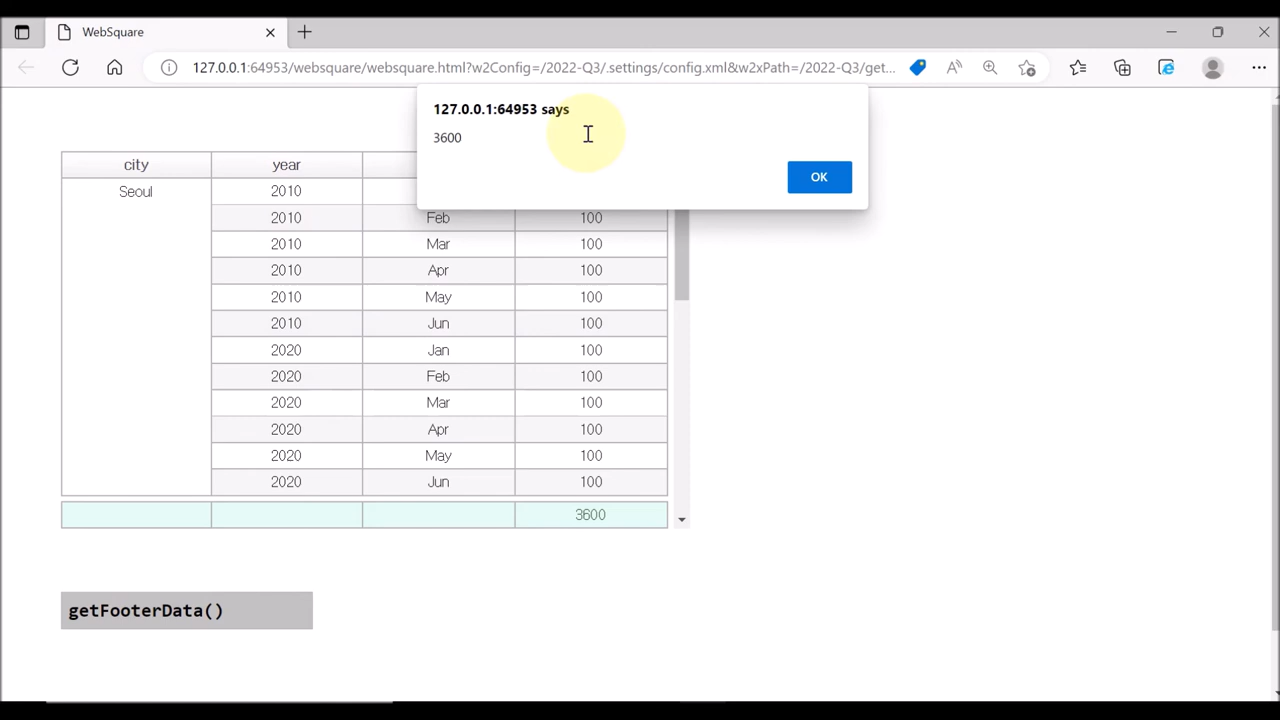 WebSquare
127.0.0.1:64953/websquare/websquare.html?w2Config=/2022-Q3/.settings/config.xml&w2xPath=/2022-Q3/get...
127.0.0.1:64953 says
3600
OK
city year
Seoul 2010
2010 Feb 100
2010 Mar 100
2010 Apr 100
2010 May 100
2010 Jun 100
2020 Jan 100
2020 Feb 100
2020 Mar 100
2020 Apr 100
2020 May 100
2020 Jun 100
3600
getFooterData()